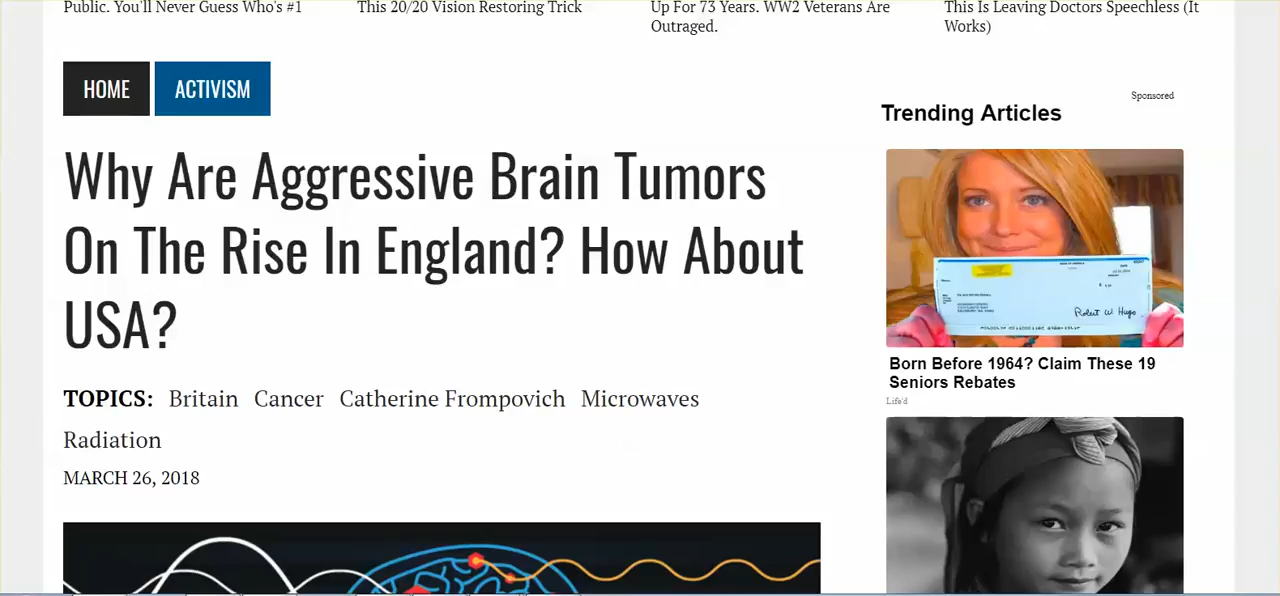 Public. You'll Never Guess Who's #1
This 20/20 Vision Restoring Trick
Up For 73 Years. WW2 Veterans Are
Outraged.
This Is Leaving Doctors Speechless (It
Works)
HOME
ACTIVISM
Why Are Aggressive Brain Tumors
On The Rise In England? How About
USA?
TOPICS: Britain Cancer Catherine Frompovich Microwaves
Radiation
MARCH 26, 2018
Sponsored
Trending Articles
Robert W Hugo
Born Before 1964? Claim These 19
Seniors Rebates
Life'd